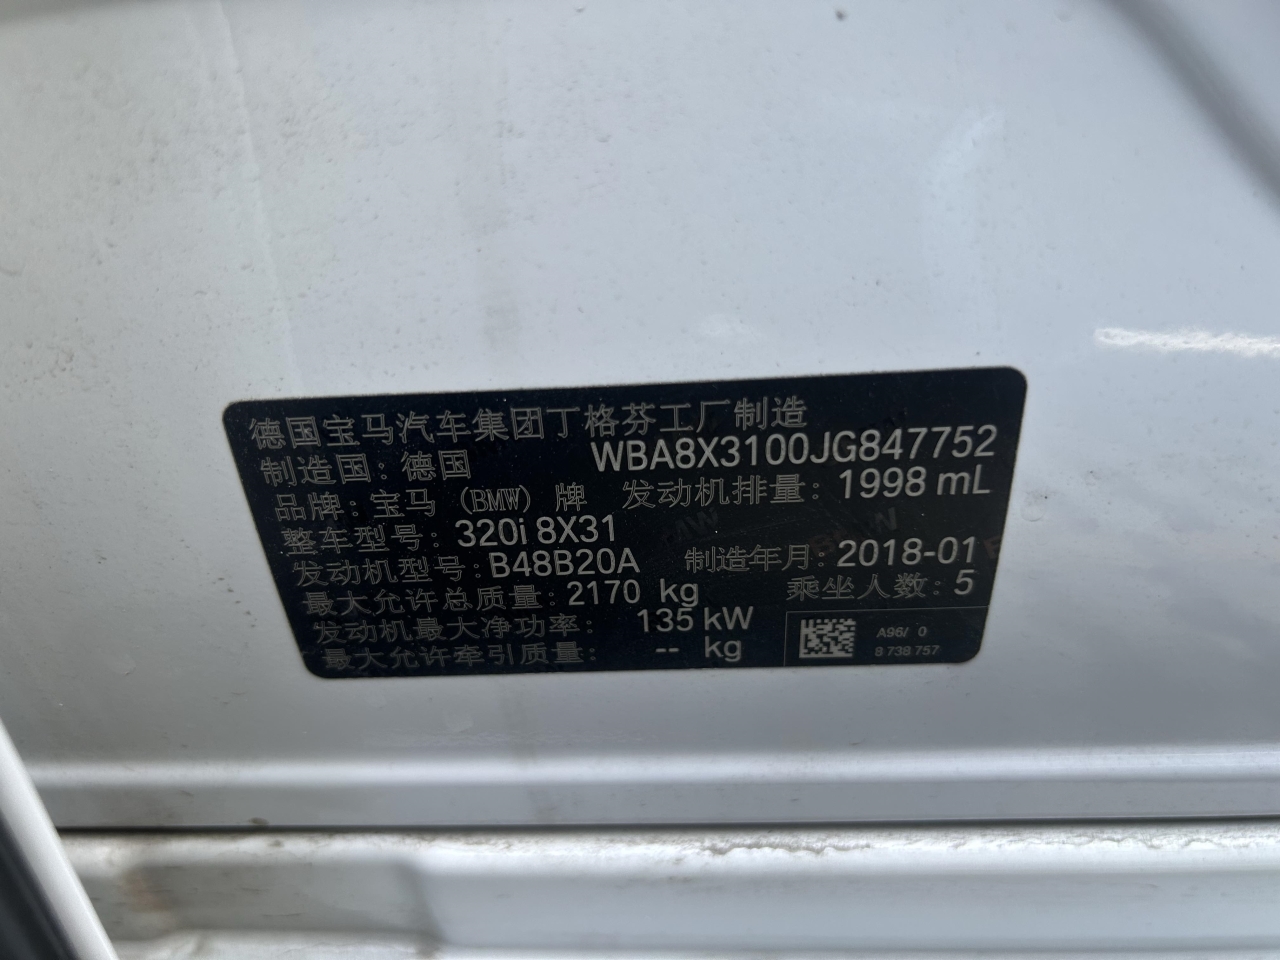 德国宝马汽车集团丁格芬工厂制造
制造国：德国 WBA8X3100JG847752
品牌：宝马（BMW）牌 发动机排量：1998 mL
整车型号：320i 8X31
发动机型号：B48B20A 制造年月：2018-01
最大允许总质量：2170 kg 乘坐人数：5
发动机最大净功率： 135 kW
最大允许牵引质量： -- kg
A96/ 0
8 738 757